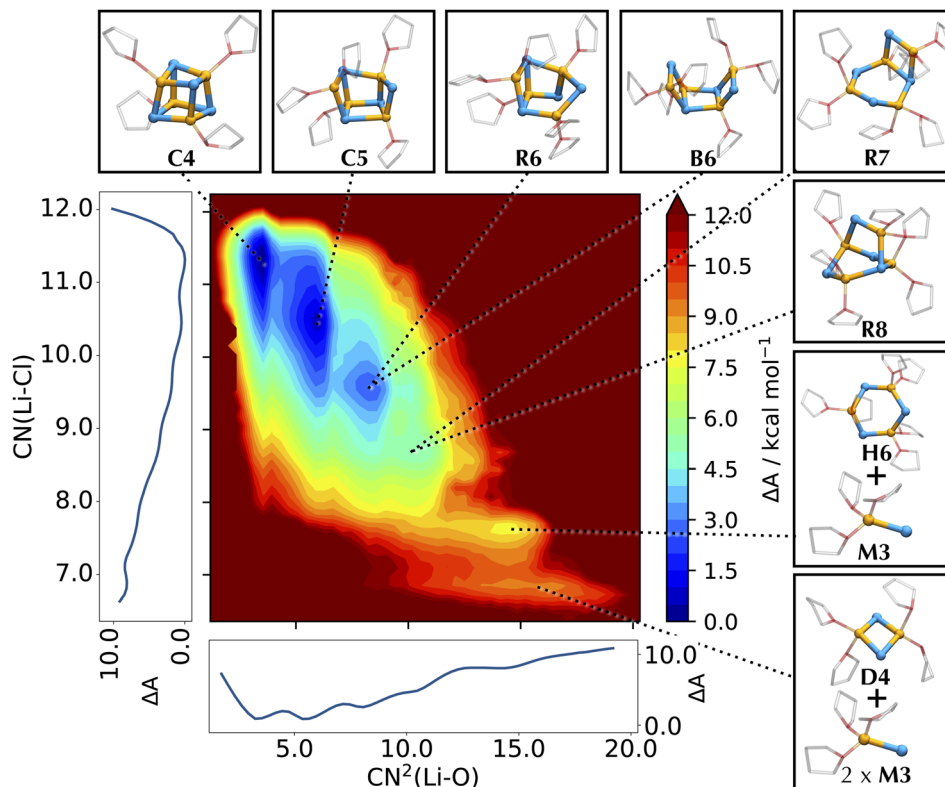 C4
C5
R6
B6
R7
R8
H6
+
M3
D4
+
2 x M3
CN(Li-Cl)
12.0
11.0
10.0
9.0
8.0
7.0
10.0
0.0
ΔA
12.0
10.5
9.0
7.5
6.0
4.5
3.0
1.5
0.0
ΔA / kcal mol⁻¹
10.0
0.0
ΔA
5.0
10.0
15.0
20.0
CN²(Li-O)